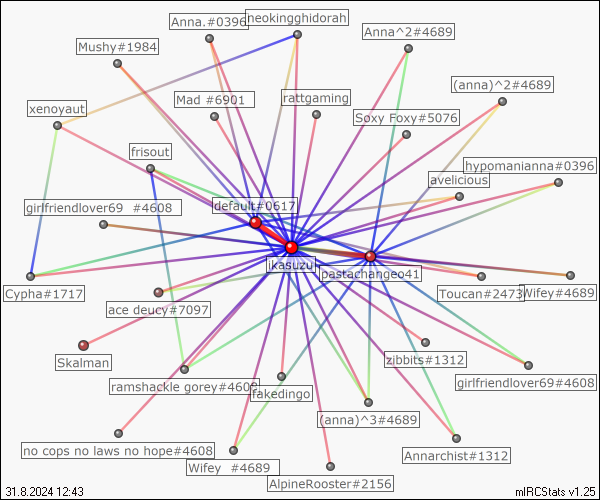 neokingghidorah
Anna.#0396
Anna^2#4689
Mushy#1984
(anna)^2#4689
Mad #6901
rattgaming
xenoyaut
Soxy Foxy#5076
frisout
hypomanianna#0396
avelicious
girlfriendlover69 #4608
default#0617
ikasuzu
pastachangeo41
Cypha#1717
Toucan#2473
Wifey#4689
ace deucy#7097
Skalman
zibbits#1312
ramshackle gorey#4608
fakedingo
girlfriendlover69#4608
(anna)^3#4689
no cops no laws no hope#4608
Wifey #4689
Annarchist#1312
AlpineRooster#2156
31.8.2024 12:43
mIRCStats v1.25